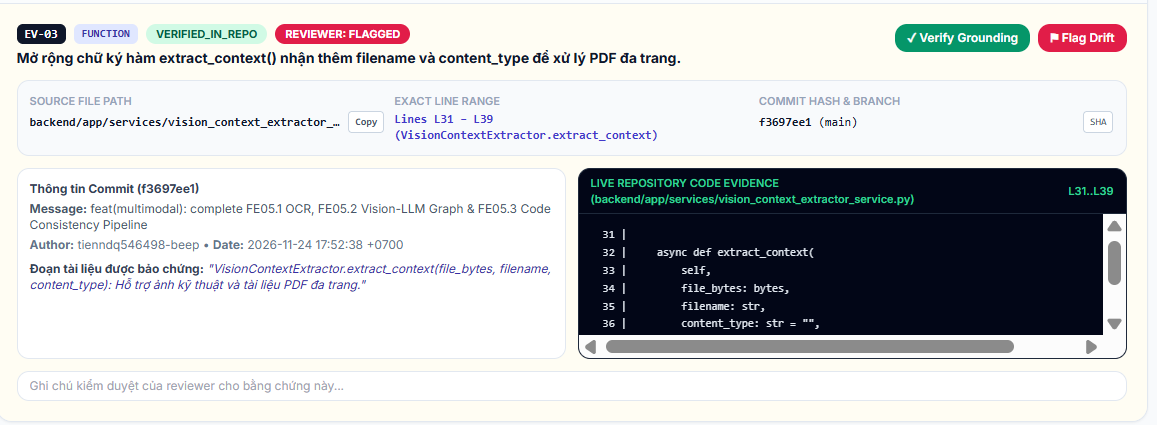 EV-03 FUNCTION VERIFIED_IN_REPO REVIEWER: FLAGGED ✓ Verify Grounding ⚑ Flag Drift
Mở rộng chữ ký hàm extract_context() nhận thêm filename và content_type để xử lý PDF đa trang.
SOURCE FILE PATH
backend/app/services/vision_context_extractor_… Copy
EXACT LINE RANGE
Lines L31 – L39
(VisionContextExtractor.extract_context)
COMMIT HASH & BRANCH
f3697ee1 (main) SHA
Thông tin Commit (f3697ee1)
Message: feat(multimodal): complete FE05.1 OCR, FE05.2 Vision-LLM Graph & FE05.3 Code
Consistency Pipeline
Author: tienndq546498-beep • Date: 2026-11-24 17:52:38 +0700
Đoạn tài liệu được bảo chứng: "VisionContextExtractor.extract_context(file_bytes, filename,
content_type): Hỗ trợ ảnh kỹ thuật và tài liệu PDF đa trang."
LIVE REPOSITORY CODE EVIDENCE
(backend/app/services/vision_context_extractor_service.py) L31..L39
31 |
32 | async def extract_context(
33 | self,
34 | file_bytes: bytes,
35 | filename: str,
36 | content_type: str = "",
Ghi chú kiểm duyệt của reviewer cho bằng chứng này...